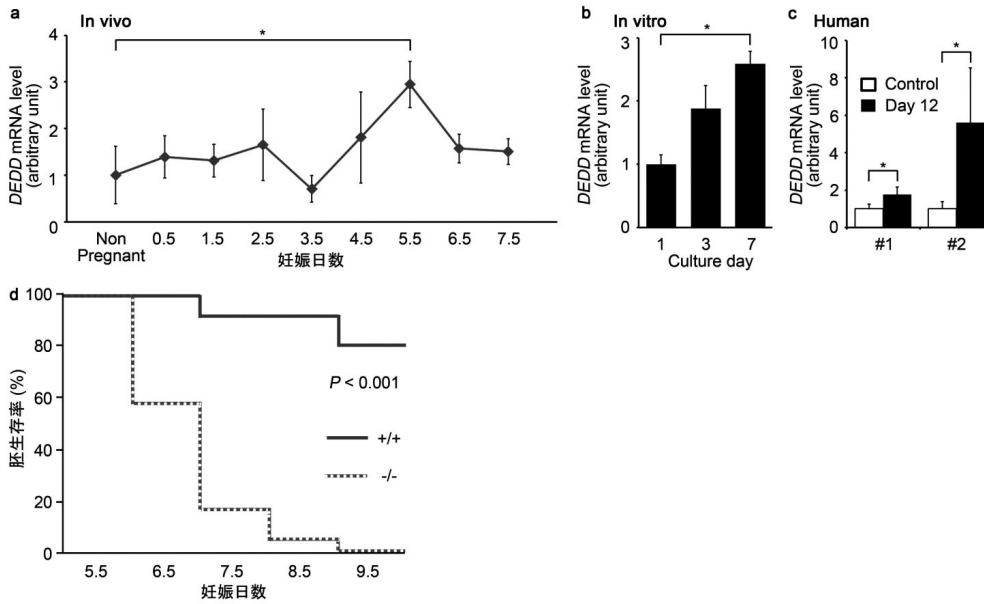 a
In vivo
DEDD mRNA level
(arbitrary unit)
4
3
2
1
0
*
Non
Pregnant
0.5
1.5
2.5
3.5
4.5
5.5
6.5
7.5
妊娠日数
b
In vitro
DEDD mRNA level
(arbitrary unit)
3
2
1
0
*
1
3
7
Culture day
c
Human
DEDD mRNA level
(arbitrary unit)
10
8
6
4
2
0
Control
Day 12
*
*
#1
#2
d
胚生存率 (%)
100
80
60
40
20
0
P < 0.001
+/+
-/-
5.5
6.5
7.5
8.5
9.5
妊娠日数